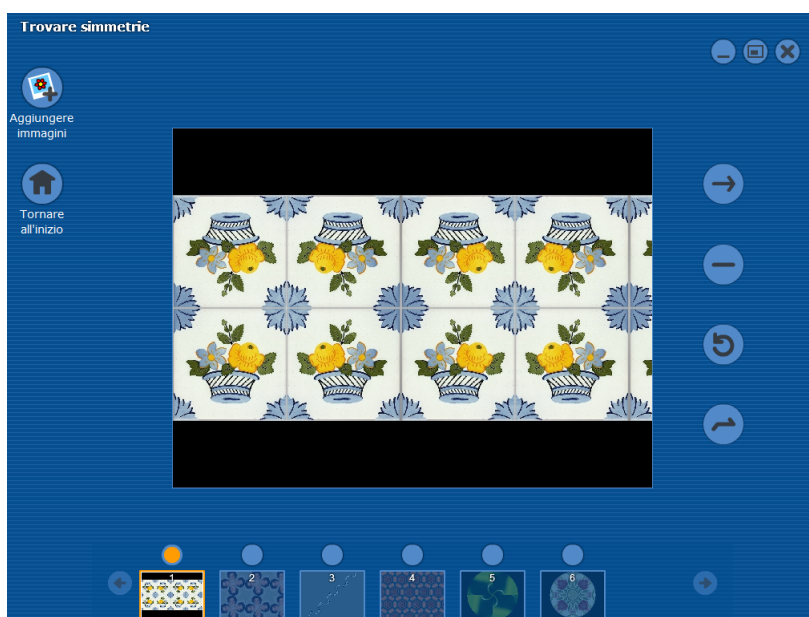 Trovare simmetrie
Aggiungere
immagini
Tornare
all'inizio
1
2
3
4
5
6